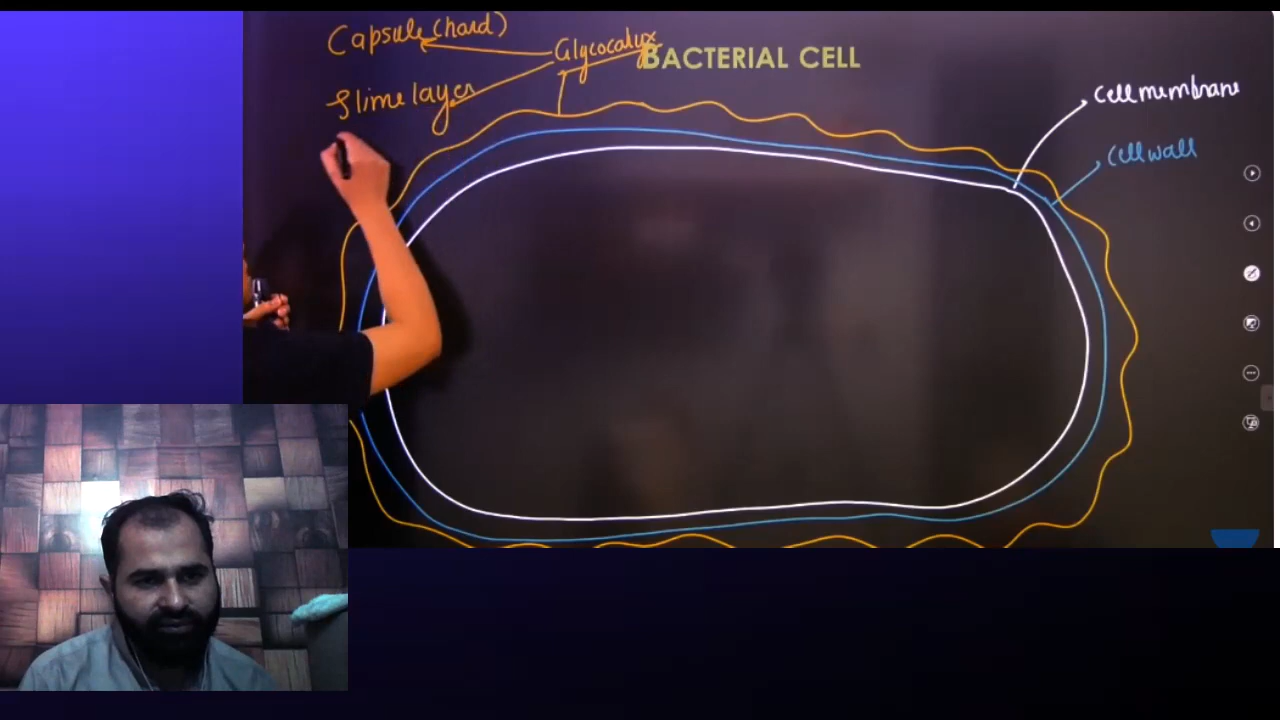 Capsule (hard)
Glycocalyx
BACTERIAL CELL
Slime layer
cell membrane
cell wall